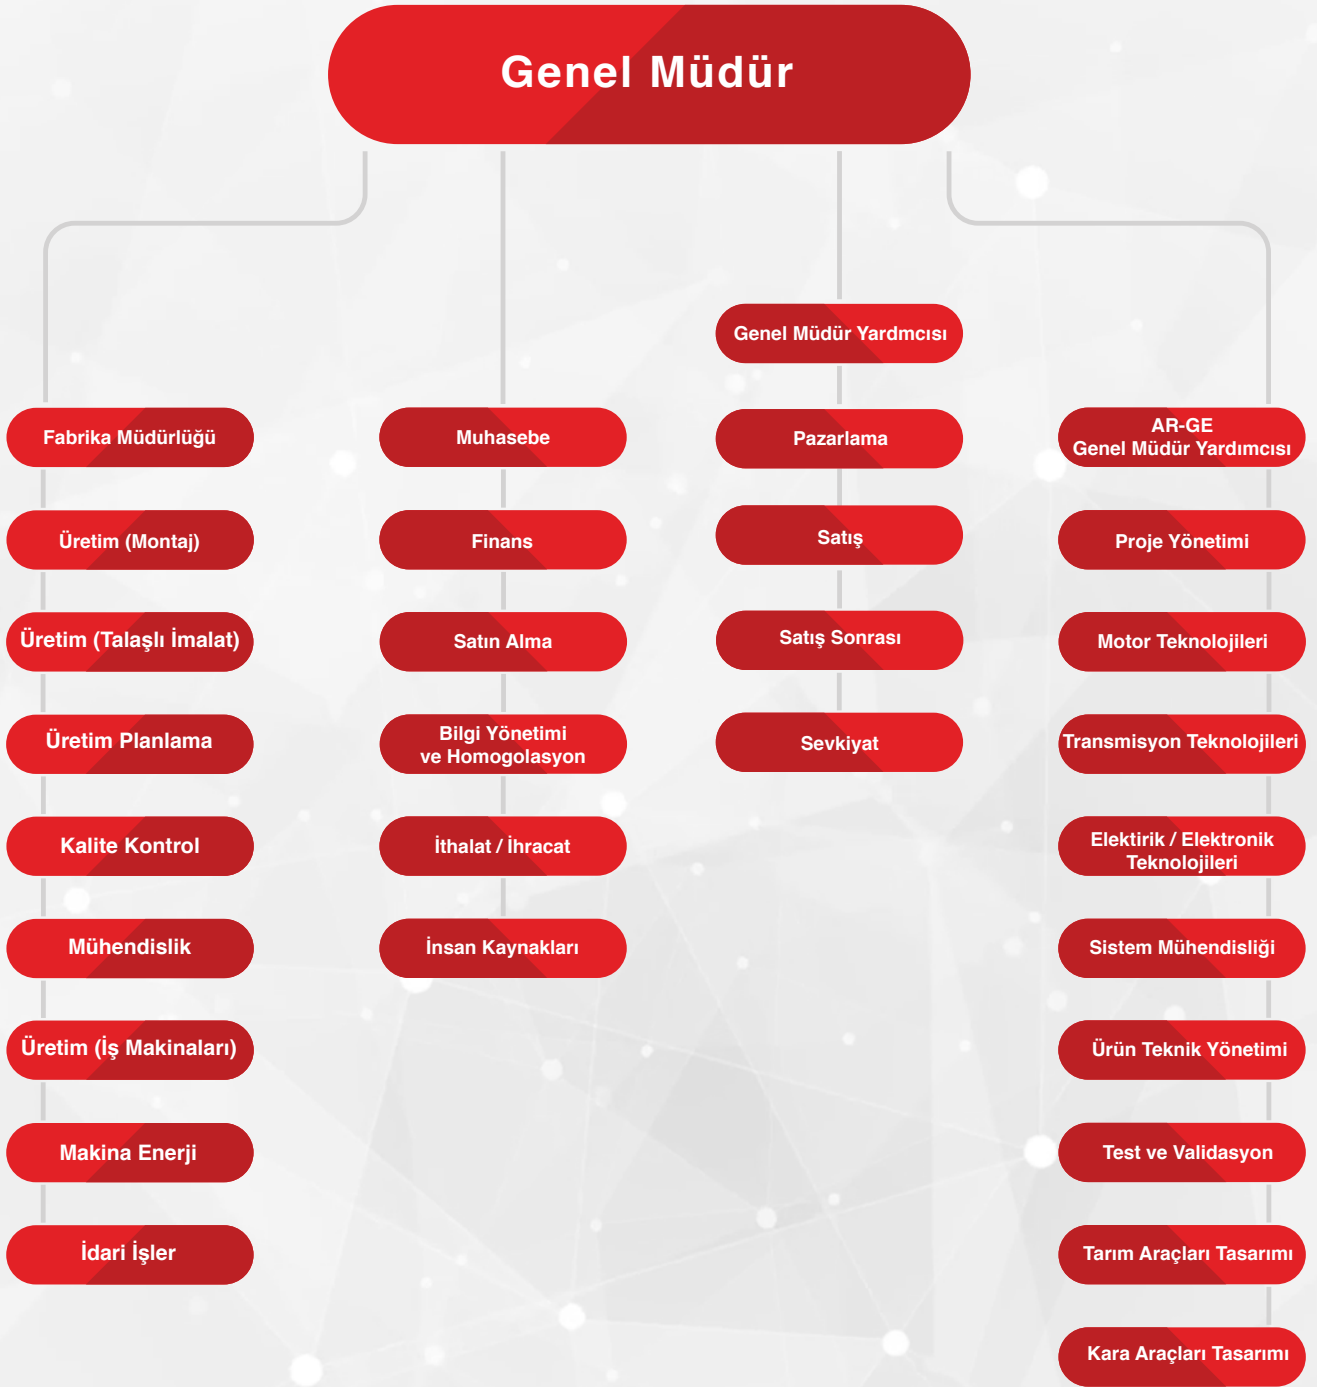 Genel Müdür
Genel Müdür Yardmcısı
Fabrika Müdürlüğü
Üretim (Montaj)
Üretim (Talaşlı İmalat)
Üretim Planlama
Kalite Kontrol
Mühendislik
Üretim (İş Makinaları)
Makina Enerji
İdari İşler
Muhasebe
Finans
Satın Alma
Bilgi Yönetimi
ve Homogolasyon
İthalat / İhracat
İnsan Kaynakları
Pazarlama
Satış
Satış Sonrası
Sevkiyat
AR-GE
Genel Müdür Yardımcısı
Proje Yönetimi
Motor Teknolojileri
Transmisyon Teknolojileri
Elektirik / Elektronik
Teknolojileri
Sistem Mühendisliği
Ürün Teknik Yönetimi
Test ve Validasyon
Tarım Araçları Tasarımı
Kara Araçları Tasarımı